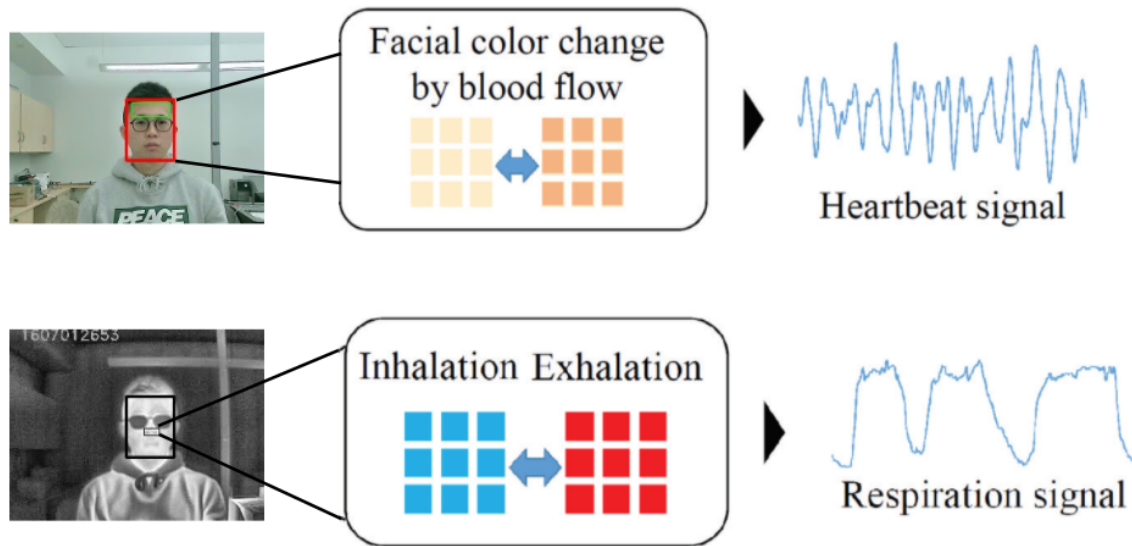 Facial color change
by blood flow
PEACE
Heartbeat signal
1607012653
Inhalation Exhalation
Respiration signal